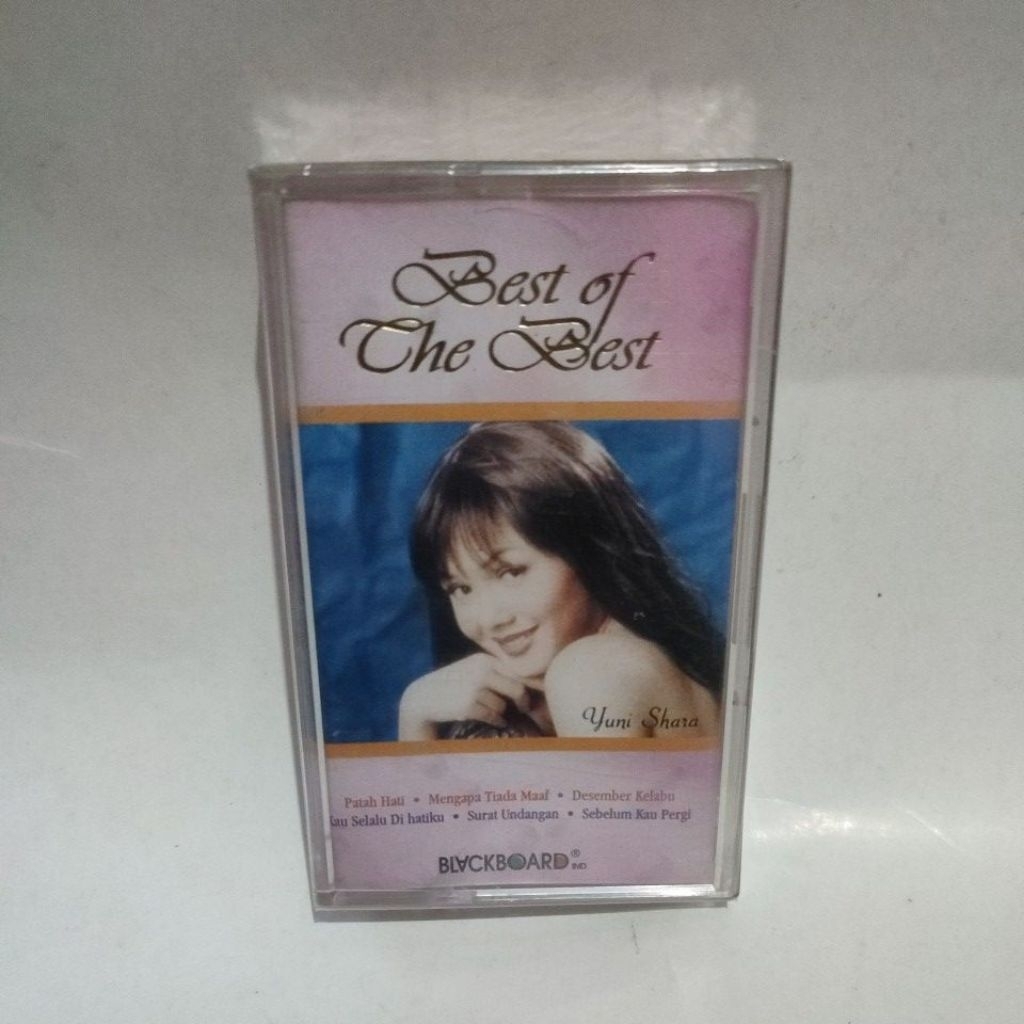 Best of
The Best
Yuni Shara
Patah Hati • Mengapa Tiada Maaf • Desember Kelabu
Kau Selalu Di hatiku • Surat Undangan • Sebelum Kau Pergi
BLACKBOARD®